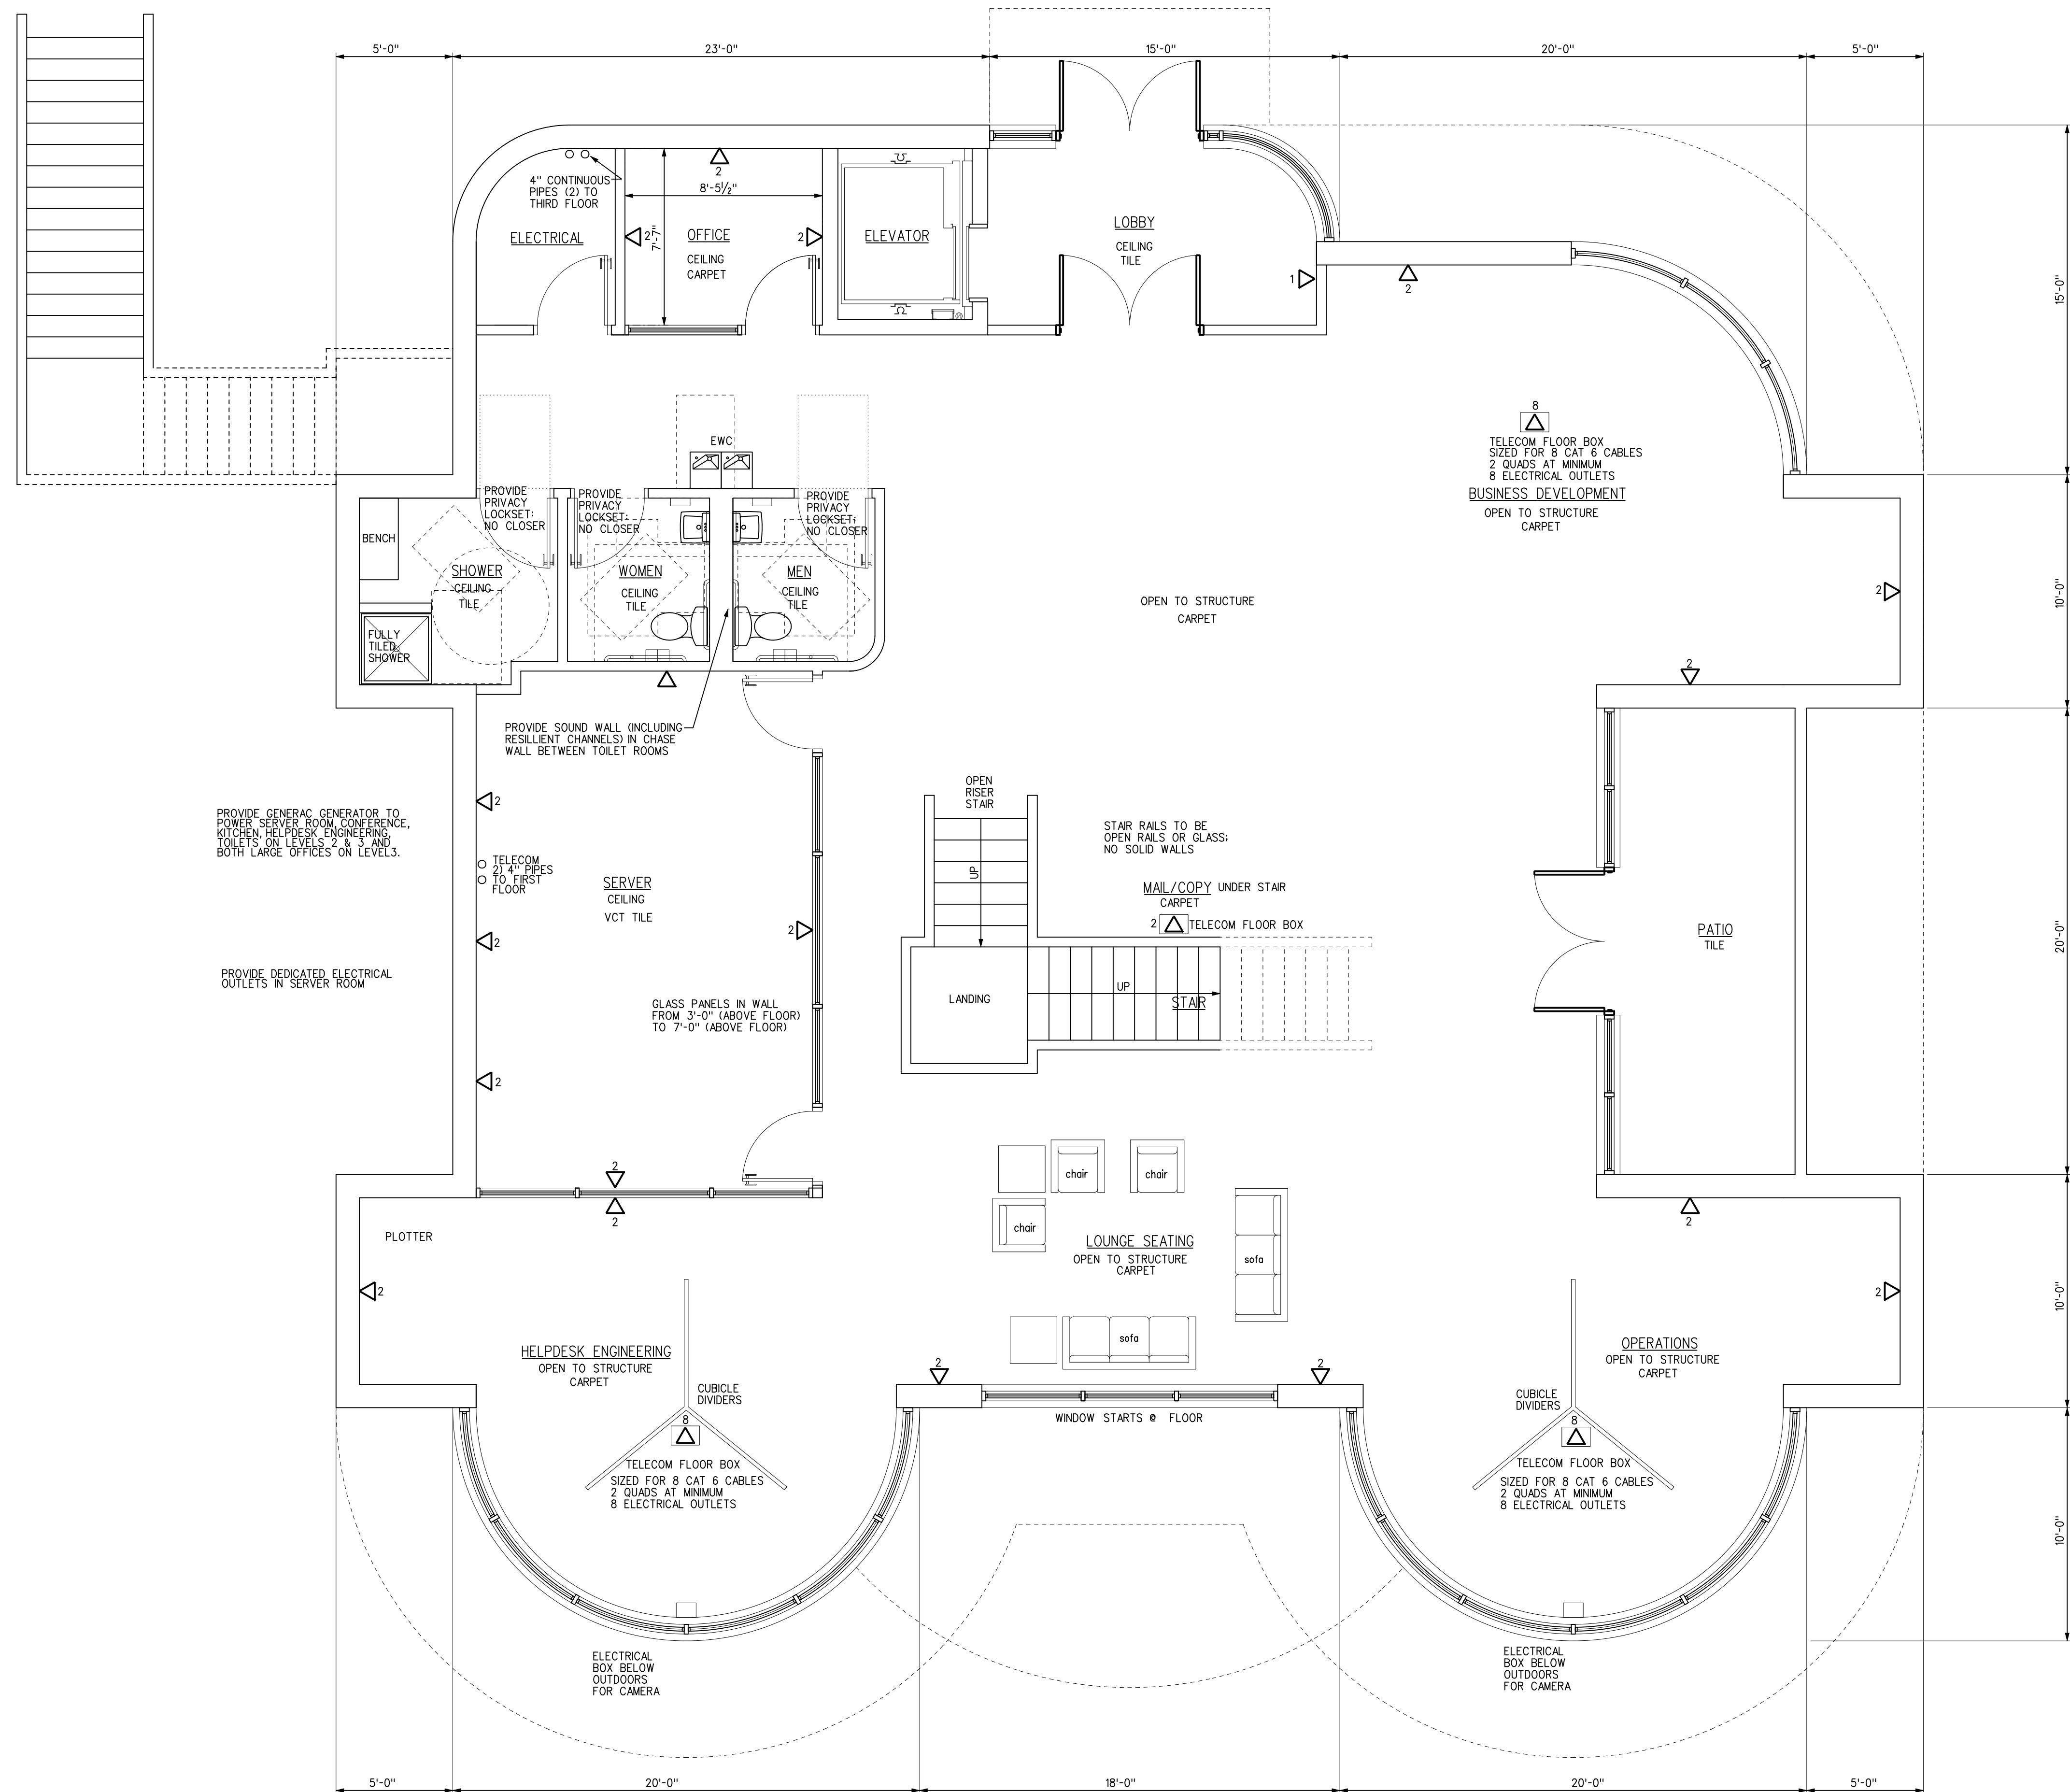 5'-0"
23'-0"
15'-0"
20'-0"
5'-0"
4" CONTINUOUS
PIPES (2) TO
THIRD FLOOR
ELECTRICAL
2
8'-5 1/2"
7'-7"
2
OFFICE
2
CEILING
CARPET
ELEVATOR
LOBBY
CEILING
TILE
1
2
15'-0"
8
TELECOM FLOOR BOX
SIZED FOR 8 CAT 6 CABLES
2 QUADS AT MINIMUM
8 ELECTRICAL OUTLETS
BUSINESS DEVELOPMENT
OPEN TO STRUCTURE
CARPET
EWC
PROVIDE
PRIVACY
LOCKSET;
NO CLOSER
PROVIDE
PRIVACY
LOCKSET;
NO CLOSER
PROVIDE
PRIVACY
LOCKSET;
NO CLOSER
BENCH
SHOWER
CEILING
TILE
WOMEN
CEILING
TILE
MEN
CEILING
TILE
FULLY
TILED
SHOWER
OPEN TO STRUCTURE
CARPET
2
10'-0"
2
PROVIDE SOUND WALL (INCLUDING
RESILLIENT CHANNELS) IN CHASE
WALL BETWEEN TOILET ROOMS
PROVIDE GENERAC GENERATOR TO
POWER SERVER ROOM, CONFERENCE,
KITCHEN, HELPDESK ENGINEERING,
TOILETS ON LEVELS 2 & 3 AND
BOTH LARGE OFFICES ON LEVEL3.
2
TELECOM
2) 4" PIPES
TO FIRST
FLOOR
SERVER
CEILING
VCT TILE
2
2
PROVIDE DEDICATED ELECTRICAL
OUTLETS IN SERVER ROOM
GLASS PANELS IN WALL
FROM 3'-0" (ABOVE FLOOR)
TO 7'-0" (ABOVE FLOOR)
2
OPEN
RISER
STAIR
UP
STAIR RAILS TO BE
OPEN RAILS OR GLASS;
NO SOLID WALLS
MAIL/COPY UNDER STAIR
CARPET
2 TELECOM FLOOR BOX
LANDING
UP
STAIR
PATIO
TILE
20'-0"
2
2
PLOTTER
2
chair
chair
chair
LOUNGE SEATING
OPEN TO STRUCTURE
CARPET
sofa
sofa
2
2
10'-0"
HELPDESK ENGINEERING
OPEN TO STRUCTURE
CARPET
CUBICLE
DIVIDERS
8
TELECOM FLOOR BOX
SIZED FOR 8 CAT 6 CABLES
2 QUADS AT MINIMUM
8 ELECTRICAL OUTLETS
2
2
WINDOW STARTS @ FLOOR
OPERATIONS
OPEN TO STRUCTURE
CARPET
CUBICLE
DIVIDERS
8
TELECOM FLOOR BOX
SIZED FOR 8 CAT 6 CABLES
2 QUADS AT MINIMUM
8 ELECTRICAL OUTLETS
10'-0"
ELECTRICAL
BOX BELOW
OUTDOORS
FOR CAMERA
ELECTRICAL
BOX BELOW
OUTDOORS
FOR CAMERA
5'-0"
20'-0"
18'-0"
20'-0"
5'-0"